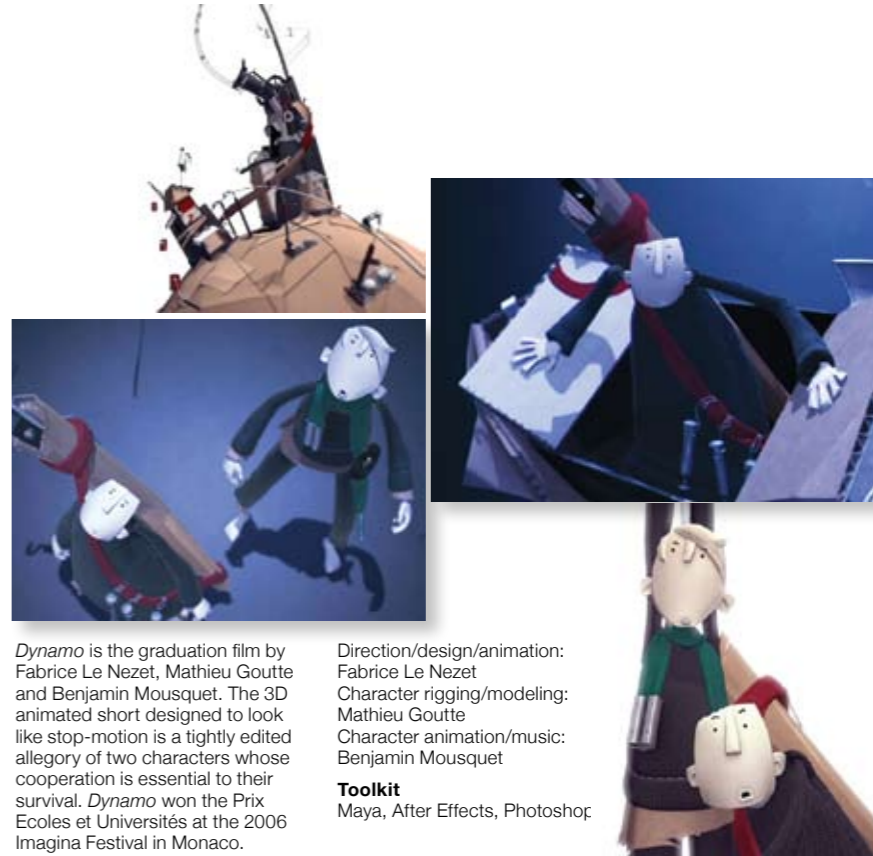 Dynamo is the graduation film by
Fabrice Le Nezet, Mathieu Goutte
and Benjamin Mousquet. The 3D
animated short designed to look
like stop-motion is a tightly edited
allegory of two characters whose
cooperation is essential to their
survival. Dynamo won the Prix
Ecoles et Universités at the 2006
Imagina Festival in Monaco.
Direction/design/animation:
Fabrice Le Nezet
Character rigging/modeling:
Mathieu Goutte
Character animation/music:
Benjamin Mousquet
Toolkit
Maya, After Effects, Photoshop